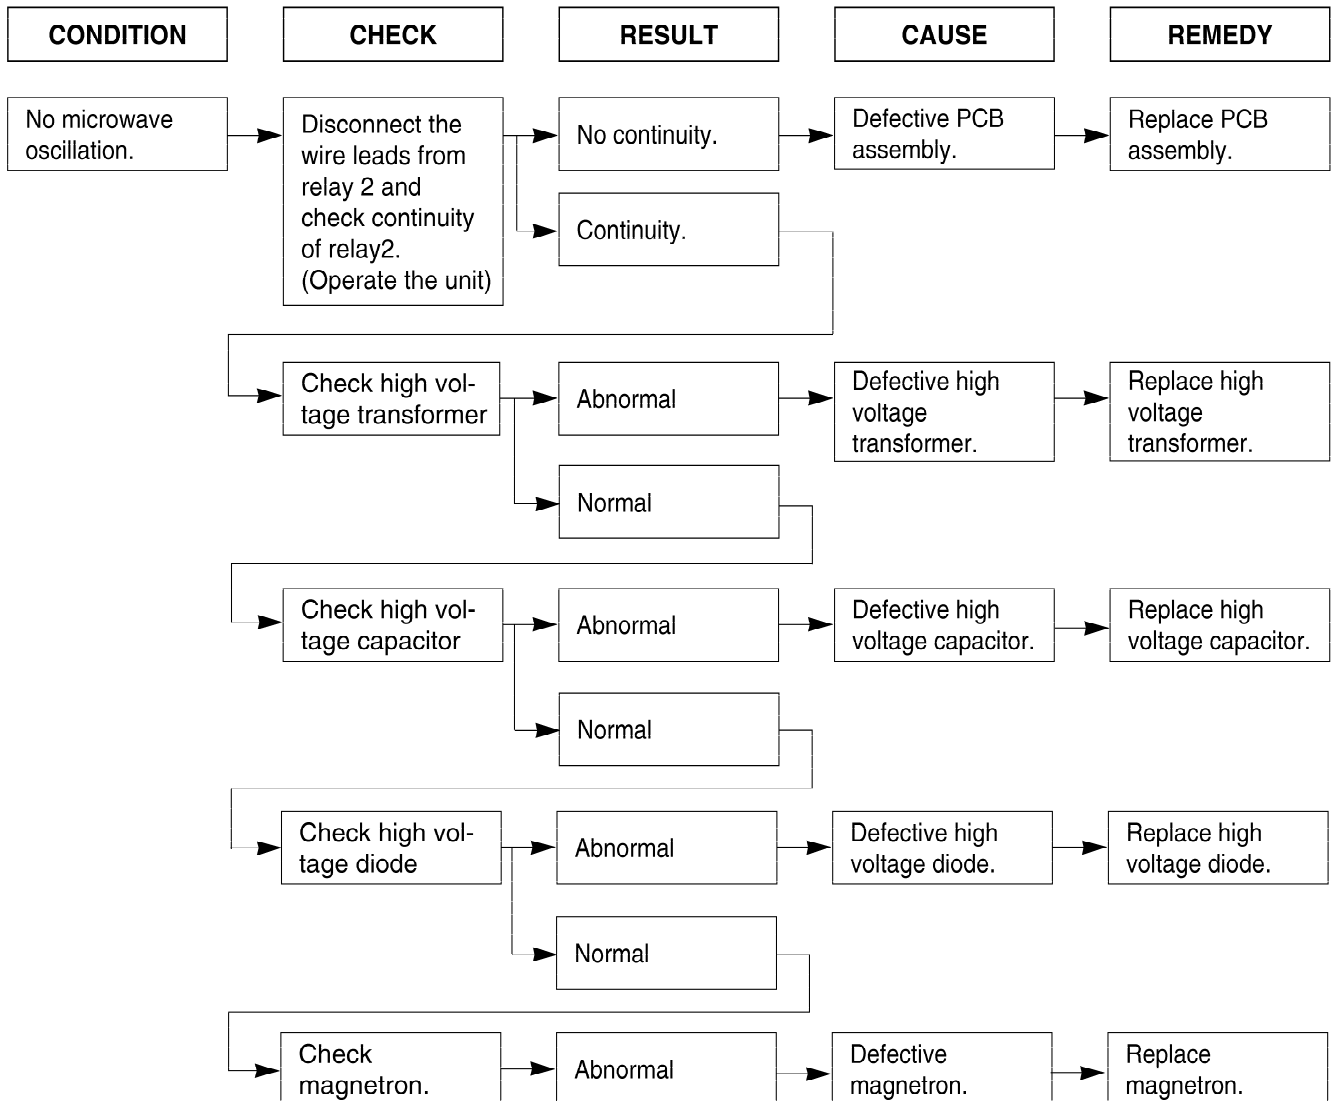 CONDITION
CHECK
RESULT
CAUSE
REMEDY
No microwave
oscillation.
Disconnect the
wire leads from
relay 2 and
check continuity
of relay2.
(Operate the unit)
No continuity.
Defective PCB
assembly.
Replace PCB
assembly.
Continuity.
Check high vol-
tage transformer
Abnormal
Defective high
voltage
transformer.
Replace high
voltage
transformer.
Normal
Check high vol-
tage capacitor
Abnormal
Defective high
voltage capacitor.
Replace high
voltage capacitor.
Normal
Check high vol-
tage diode
Abnormal
Defective high
voltage diode.
Replace high
voltage diode.
Normal
Check
magnetron.
Abnormal
Defective
magnetron.
Replace
magnetron.